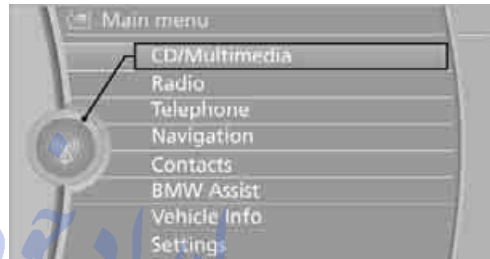 Main menu
CD/Multimedia
Radio
Telephone
Navigation
Contacts
BMW Assist
Vehicle Info
Settings